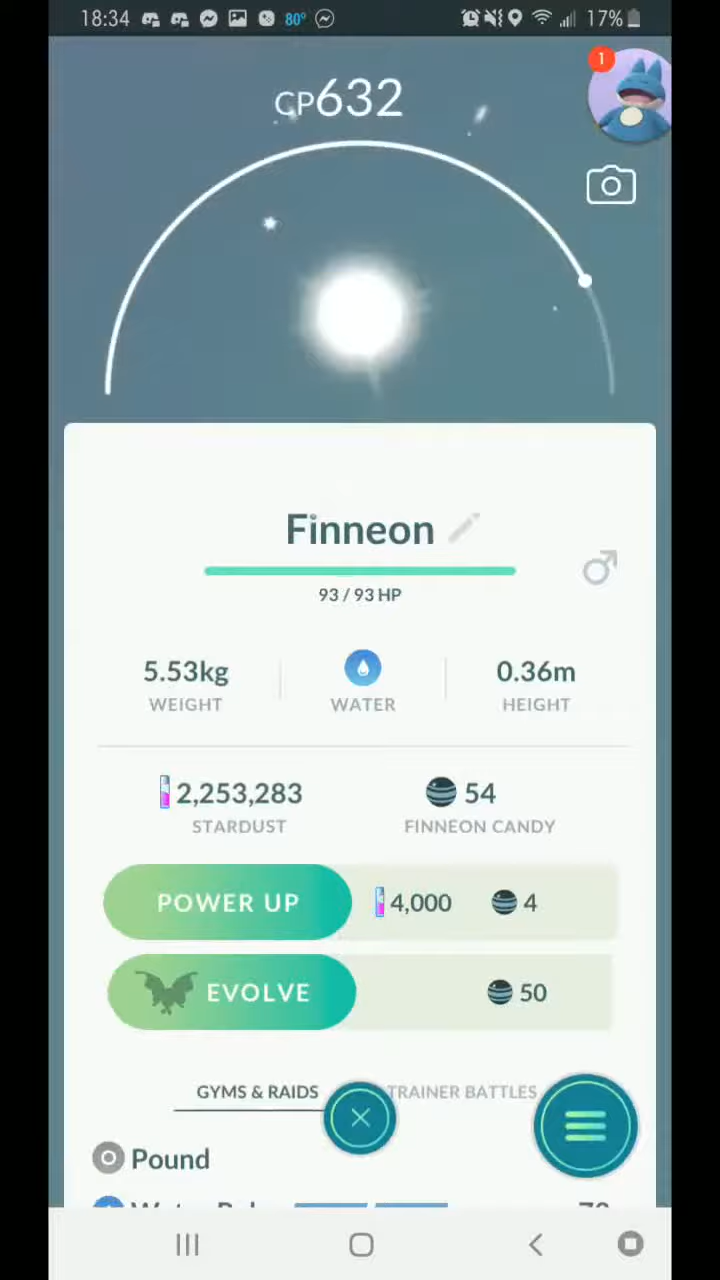 18:34 80° 17%
1
CP632
Finneon
93 / 93 HP
5.53kg WATER 0.36m
WEIGHT HEIGHT
2,253,283 54
STARDUST FINNEON CANDY
POWER UP 4,000 4
EVOLVE 50
GYMS & RAIDS TRAINER BATTLES
Pound